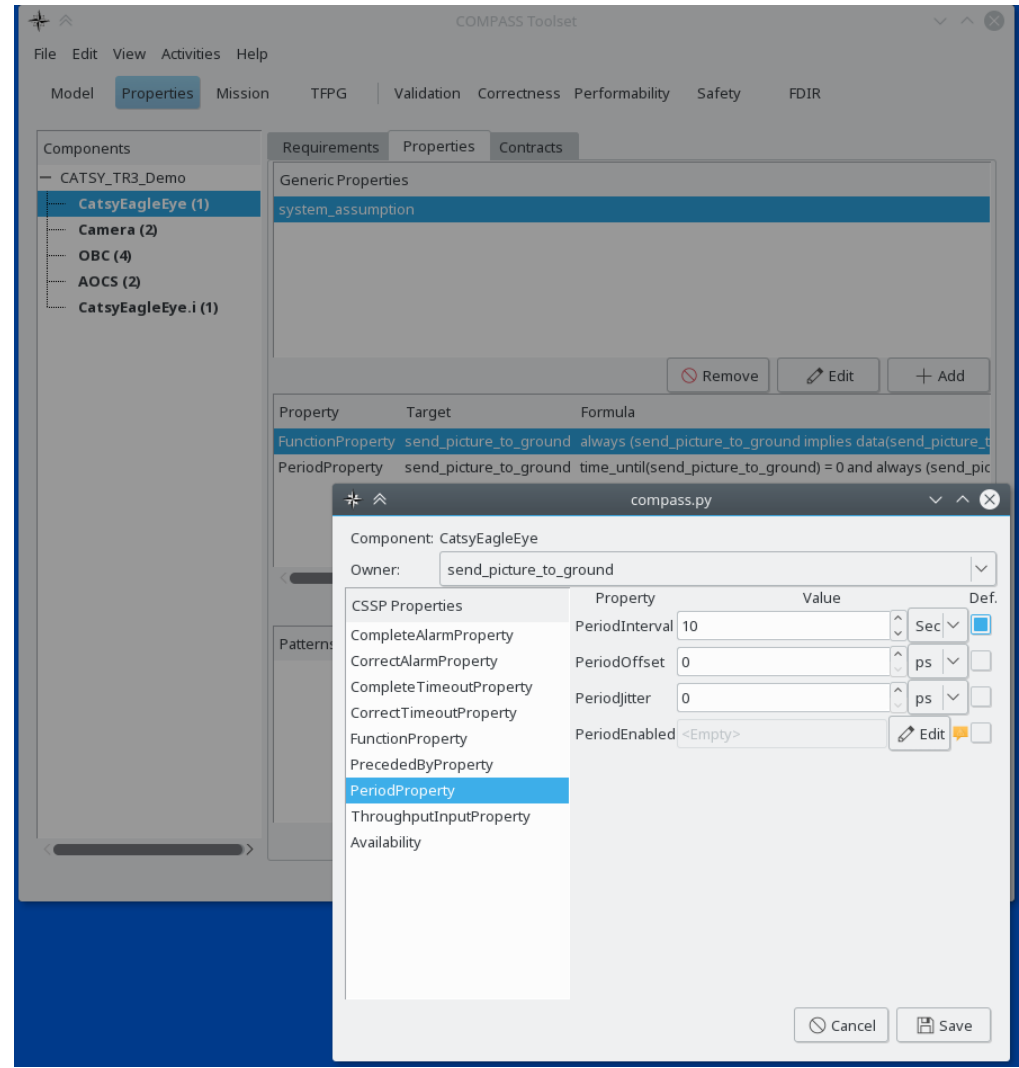 COMPASS Toolset
File Edit View Activities Help
Model Properties Mission TFPG Validation Correctness Performability Safety FDIR
Components
CATSY_TR3_Demo
CatsyEagleEye (1)
Camera (2)
OBC (4)
AOCS (2)
CatsyEagleEye.i (1)
Requirements Properties Contracts
Generic Properties
system_assumption
Remove Edit Add
Property Target Formula
FunctionProperty send_picture_to_ground always (send_picture_to_ground implies data(send_picture_t
PeriodProperty send_picture_to_ground time_until(send_picture_to_ground) = 0 and always (send_pic
Patterns
compass.py
Component: CatsyEagleEye
Owner: send_picture_to_ground
CSSP Properties
CompleteAlarmProperty
CorrectAlarmProperty
CompleteTimeoutProperty
CorrectTimeoutProperty
FunctionProperty
PrecededByProperty
PeriodProperty
ThroughputInputProperty
Availability
Property Value Def.
PeriodInterval 10 Sec
PeriodOffset 0 ps
PeriodJitter 0 ps
PeriodEnabled <Empty> Edit
Cancel Save